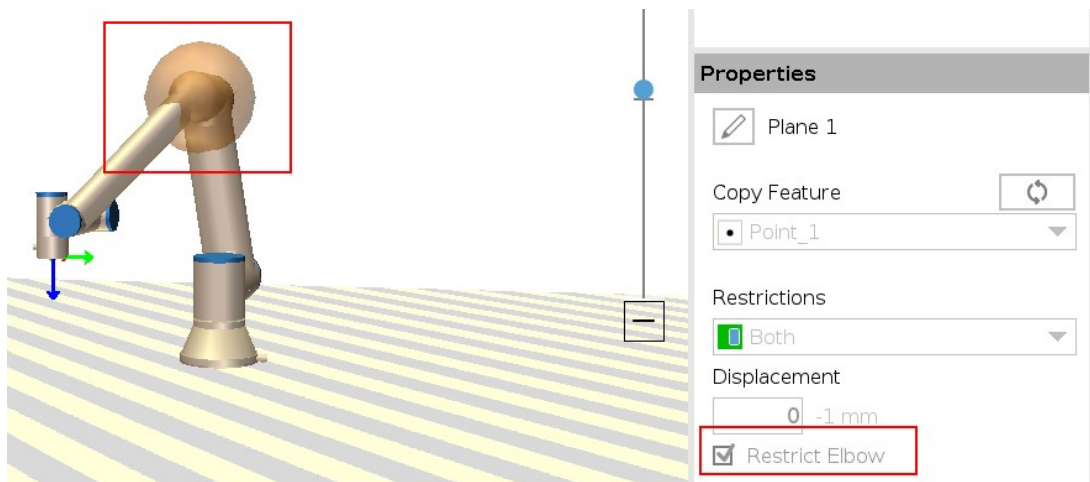 Properties
Plane 1
Copy Feature
Point_1
Restrictions
Both
Displacement
0 -1 mm
Restrict Elbow